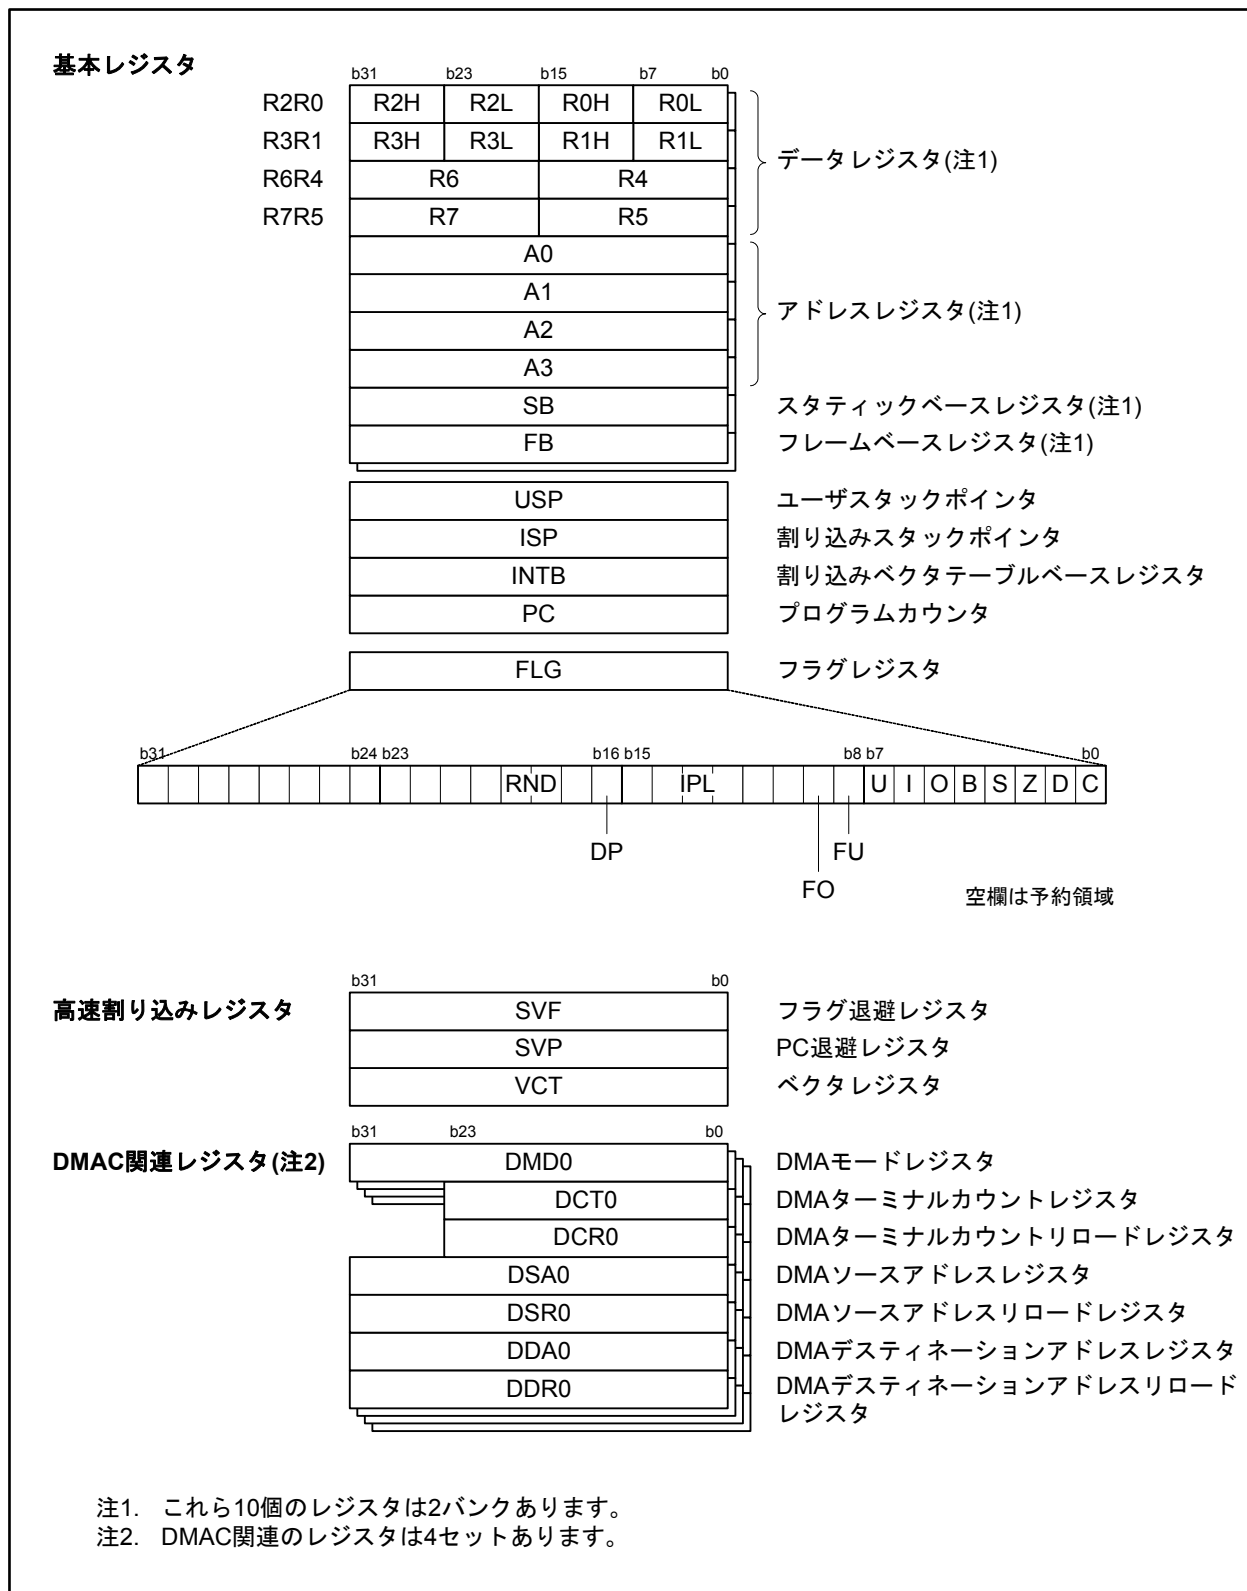 基本レジスタ
b31 b23 b15 b7 b0
R2R0 R2H R2L R0H R0L
R3R1 R3H R3L R1H R1L
データレジスタ(注1)
R6R4 R6 R4
R7R5 R7 R5
A0
A1
アドレスレジスタ(注1)
A2
A3
SB スタティックベースレジスタ(注1)
FB フレームベースレジスタ(注1)
USP ユーザスタックポインタ
ISP 割り込みスタックポインタ
INTB 割り込みベクタテーブルベースレジスタ
PC プログラムカウンタ
FLG フラグレジスタ
b31 b24 b23 b16 b15 b8 b7 b0
RND IPL U I O B S Z D C
DP FU
FO
空欄は予約領域
b31 b0
高速割り込みレジスタ SVF フラグ退避レジスタ
SVP PC退避レジスタ
VCT ベクタレジスタ
b31 b23 b0
DMAC関連レジスタ(注2) DMD0 DMAモードレジスタ
DCT0 DMAターミナルカウントレジスタ
DCR0 DMAターミナルカウントリロードレジスタ
DSA0 DMAソースアドレスレジスタ
DSR0 DMAソースアドレスリロードレジスタ
DDA0 DMAデスティネーションアドレスレジスタ
DDR0 DMAデスティネーションアドレスリロード
レジスタ
注1. これら10個のレジスタは2バンクあります。
注2. DMAC関連のレジスタは4セットあります。